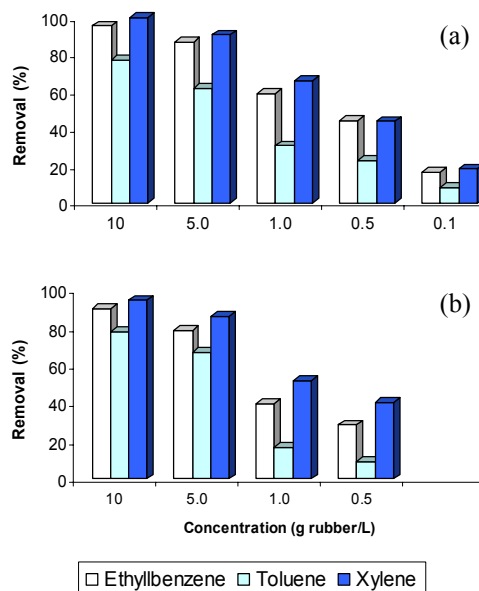 (a)
Removal (%)
100
80
60
40
20
0
10 5.0 1.0 0.5 0.1
(b)
Removal (%)
100
80
60
40
20
0
10 5.0 1.0 0.5
Concentration (g rubber/L)
Ethyllbenzene Toluene Xylene